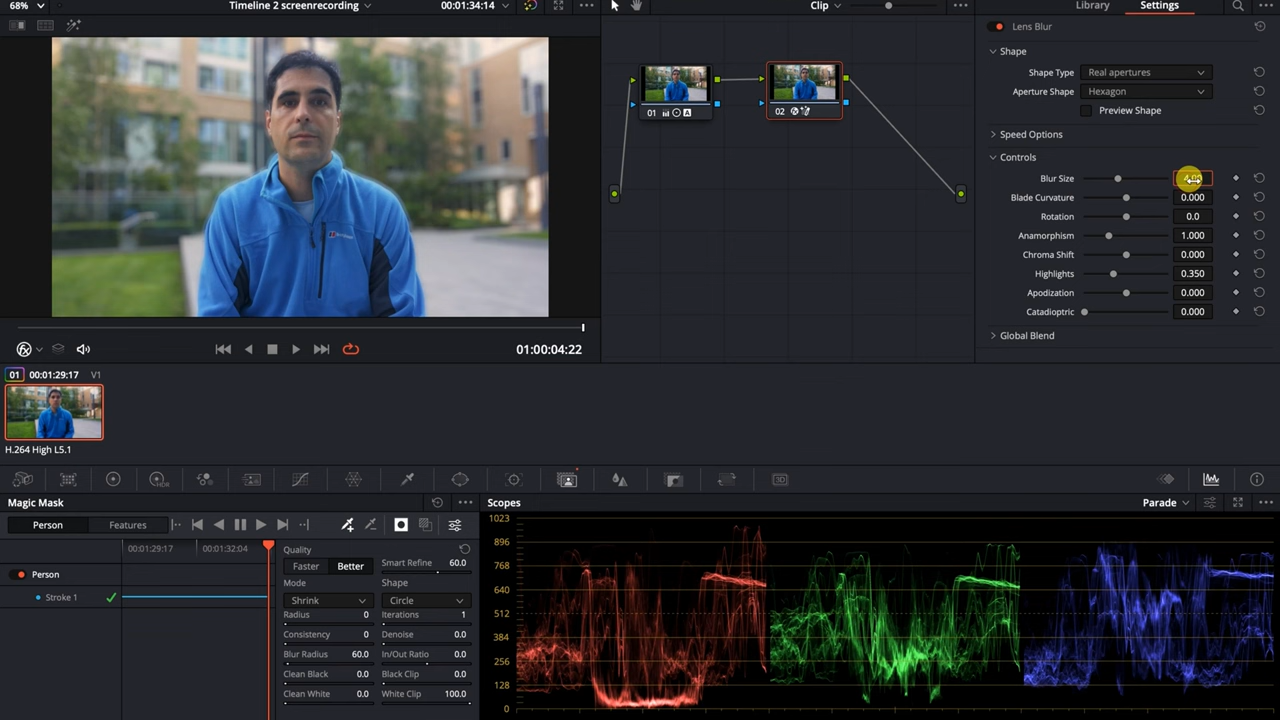 68% Timeline 2 screenrecording 00:01:34:14 Clip Library Settings
Lens Blur
Shape
Shape Type Real apertures
Aperture Shape Hexagon
Preview Shape
Speed Options
Controls
Blur Size
Blade Curvature 0.000
Rotation 0.0
Anamorphism 1.000
Chroma Shift 0.000
Highlights 0.350
Apodization 0.000
Catadioptric 0.000
Global Blend
01
02
01:00:04:22
01 00:01:29:17 V1
H.264 High L5.1
HDR
3D
Magic Mask
Person Features
00:01:29:17 00:01:32:04
Person
Stroke 1
Quality
Faster Better Smart Refine 60.0
Mode Shape
Shrink Circle
Radius 0 Iterations 1
Consistency 0 Denoise 0.0
Blur Radius 60.0 In/Out Ratio 0.0
Clean Black 0.0 Black Clip 0.0
Clean White 0.0 White Clip 100.0
Scopes Parade
1023
896
768
640
512
384
256
128
0